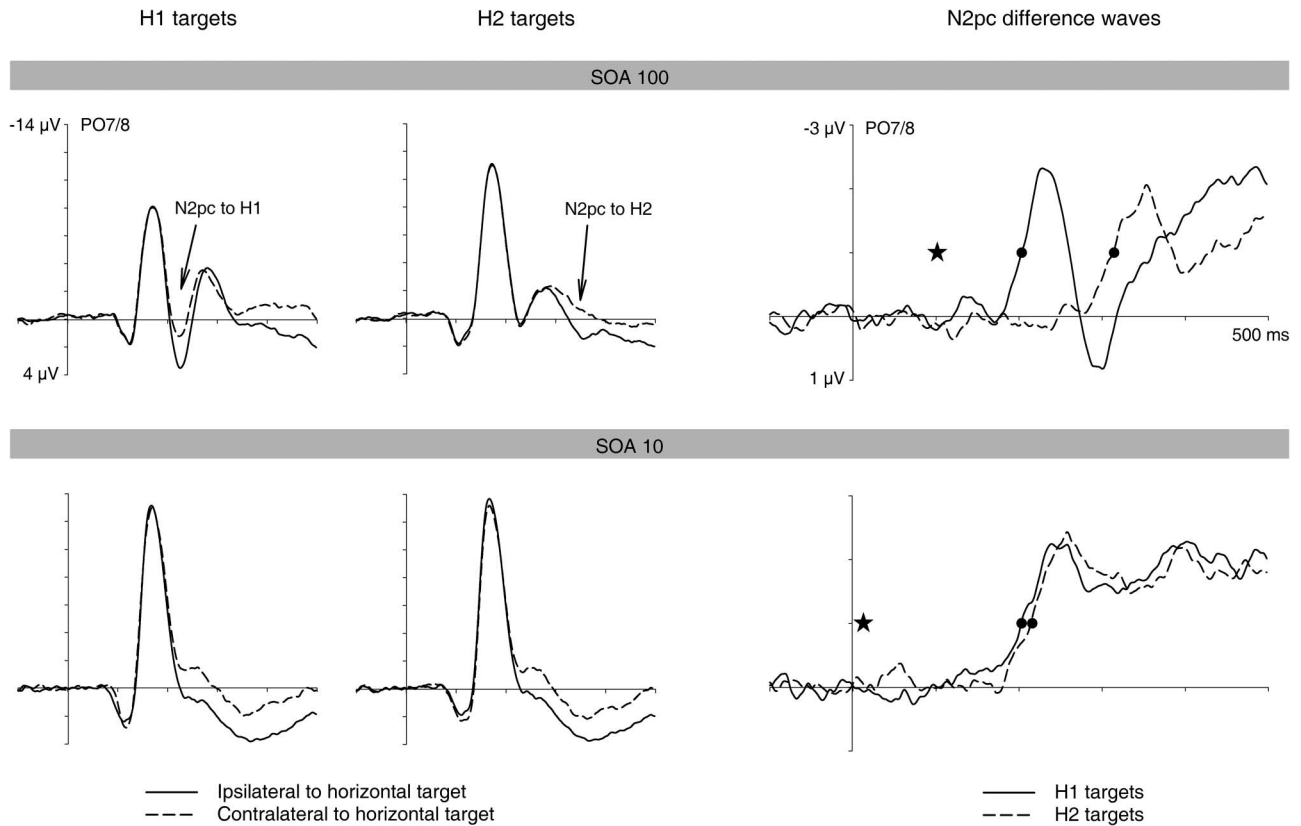 H1 targets
H2 targets
N2pc difference waves
SOA 100
-14 µV
PO7/8
N2pc to H1
4 µV
N2pc to H2
-3 µV
PO7/8
500 ms
1 µV
SOA 10
Ipsilateral to horizontal target
Contralateral to horizontal target
H1 targets
H2 targets